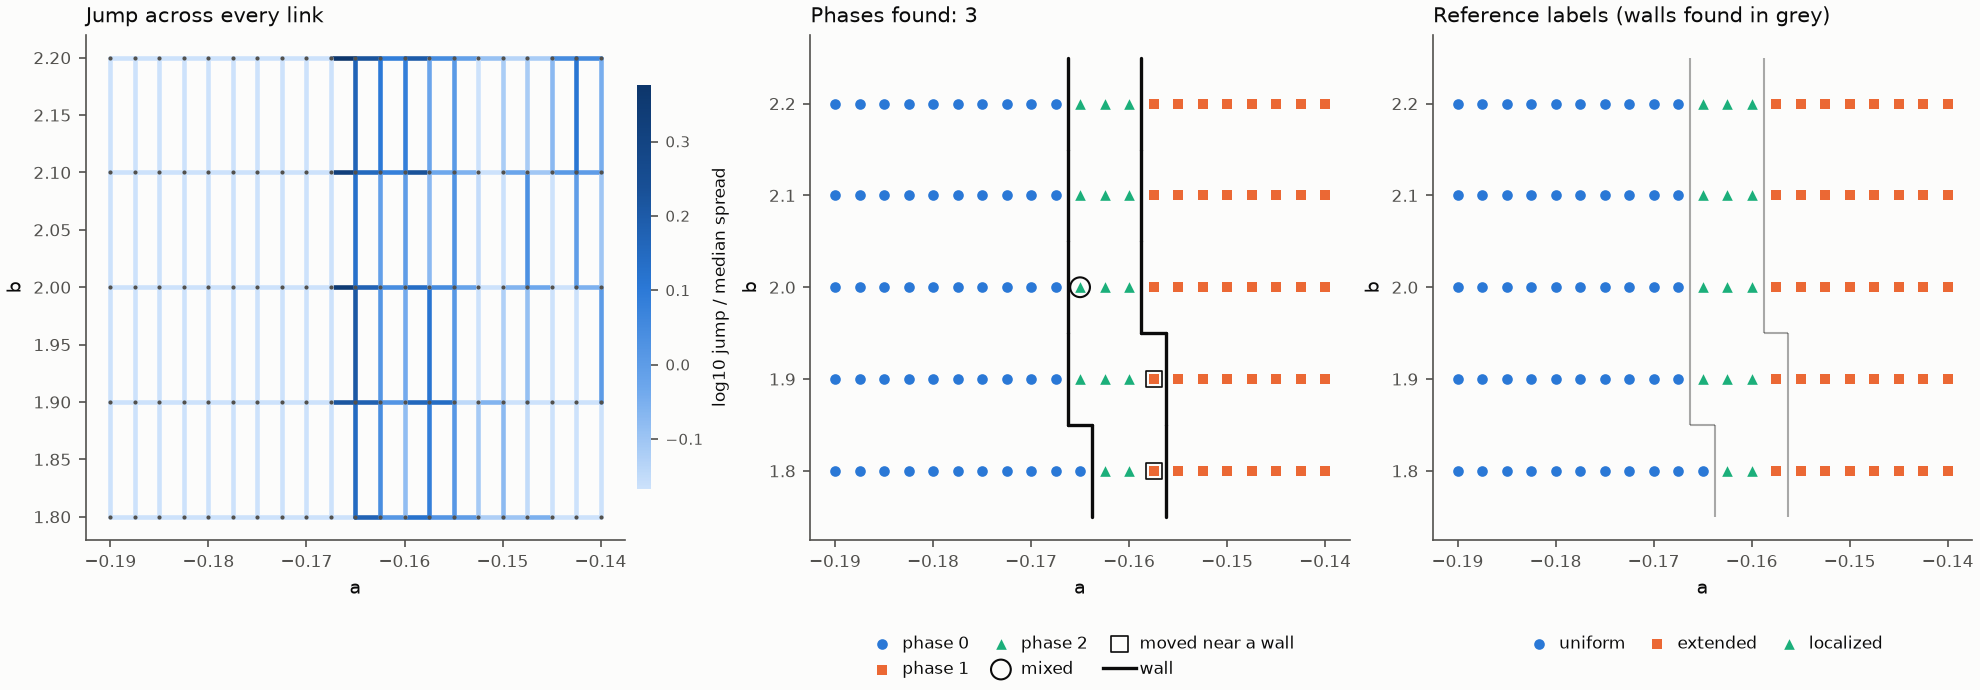 Jump across every link
2.20
2.15
2.10
2.05
2.00
1.95
1.90
1.85
1.80
b
−0.19
−0.18
−0.17
−0.16
−0.15
−0.14
a
0.3
0.2
0.1
0.0
−0.1
log10 jump / median spread
Phases found: 3
2.2
2.1
2.0
1.9
1.8
b
−0.19
−0.18
−0.17
−0.16
−0.15
−0.14
a
phase 0
phase 2
moved near a wall
phase 1
mixed
wall
Reference labels (walls found in grey)
2.2
2.1
2.0
1.9
1.8
b
−0.19
−0.18
−0.17
−0.16
−0.15
−0.14
a
uniform
extended
localized